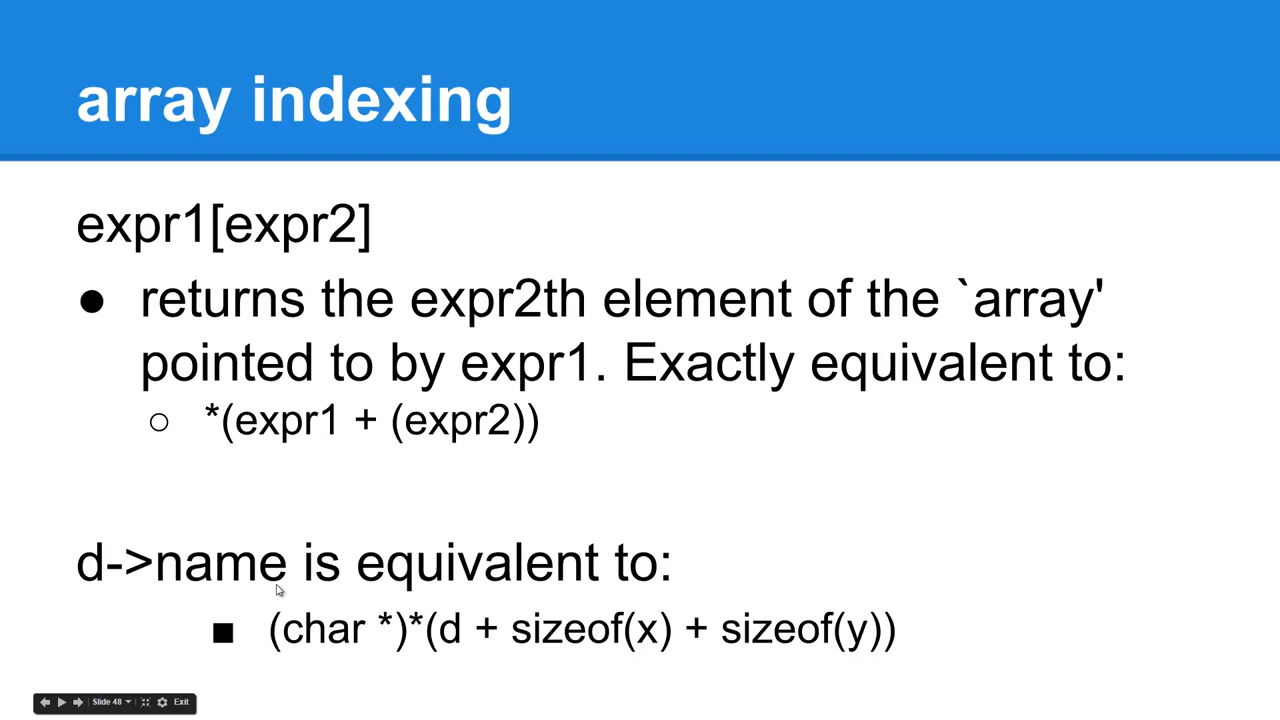 array indexing
expr1[expr2]
● returns the expr2th element of the `array'
pointed to by expr1. Exactly equivalent to:
○ *(expr1 + (expr2))
d->name is equivalent to:
■ (char *)*(d + sizeof(x) + sizeof(y))
Slide 48 Exit